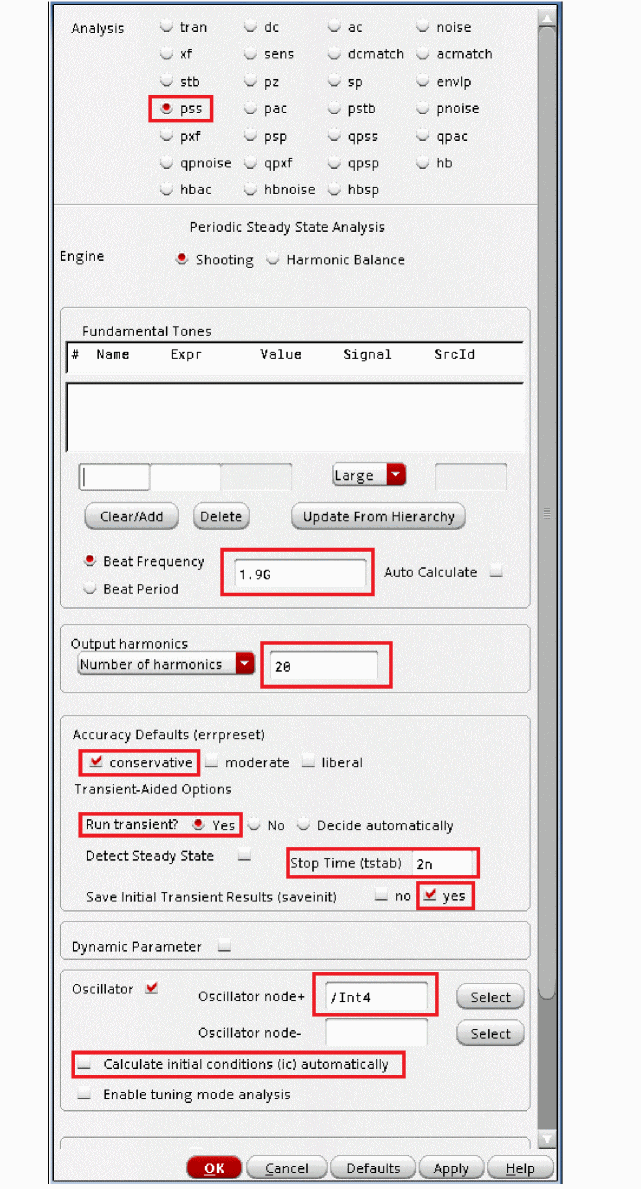 Analysis tran dc ac noise
xf sens dcmatch acmatch
stb pz sp envlp
pss pac pstb pnoise
pxf psp qpss qpac
qpnoise qpxf qpsp hb
hbac hbnoise hbsp
Periodic Steady State Analysis
Engine Shooting Harmonic Balance
Fundamental Tones
# Name Expr Value Signal SrcId
Large
Clear/Add Delete Update From Hierarchy
Beat Frequency 1.9G Auto Calculate
Beat Period
Output harmonics
Number of harmonics 20
Accuracy Defaults (errpreset)
conservative moderate liberal
Transient-Aided Options
Run transient? Yes No Decide automatically
Detect Steady State Stop Time (tstab) 2n
Save Initial Transient Results (saveinit) no yes
Dynamic Parameter
Oscillator Oscillator node+ /Int4 Select
Oscillator node- Select
Calculate initial conditions (ic) automatically
Enable tuning mode analysis
OK Cancel Defaults Apply Help